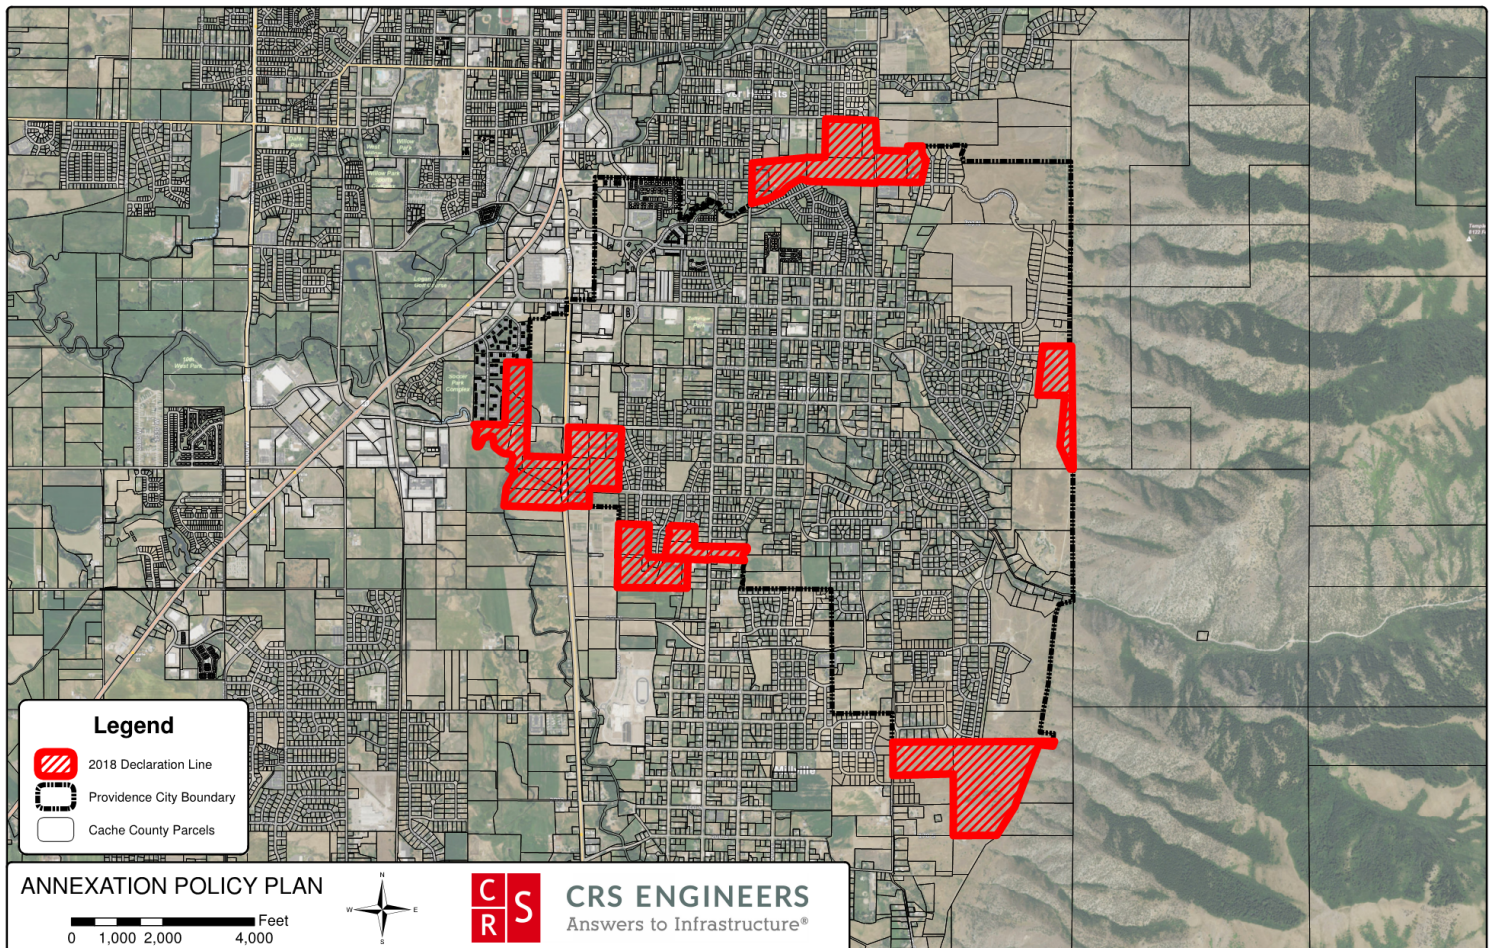 Legend
2018 Declaration Line
Providence City Boundary
Cache County Parcels
ANNEXATION POLICY PLAN
Feet
0 1,000 2,000 4,000
N
W E
S
C
R
S
CRS ENGINEERS
Answers to Infrastructure®